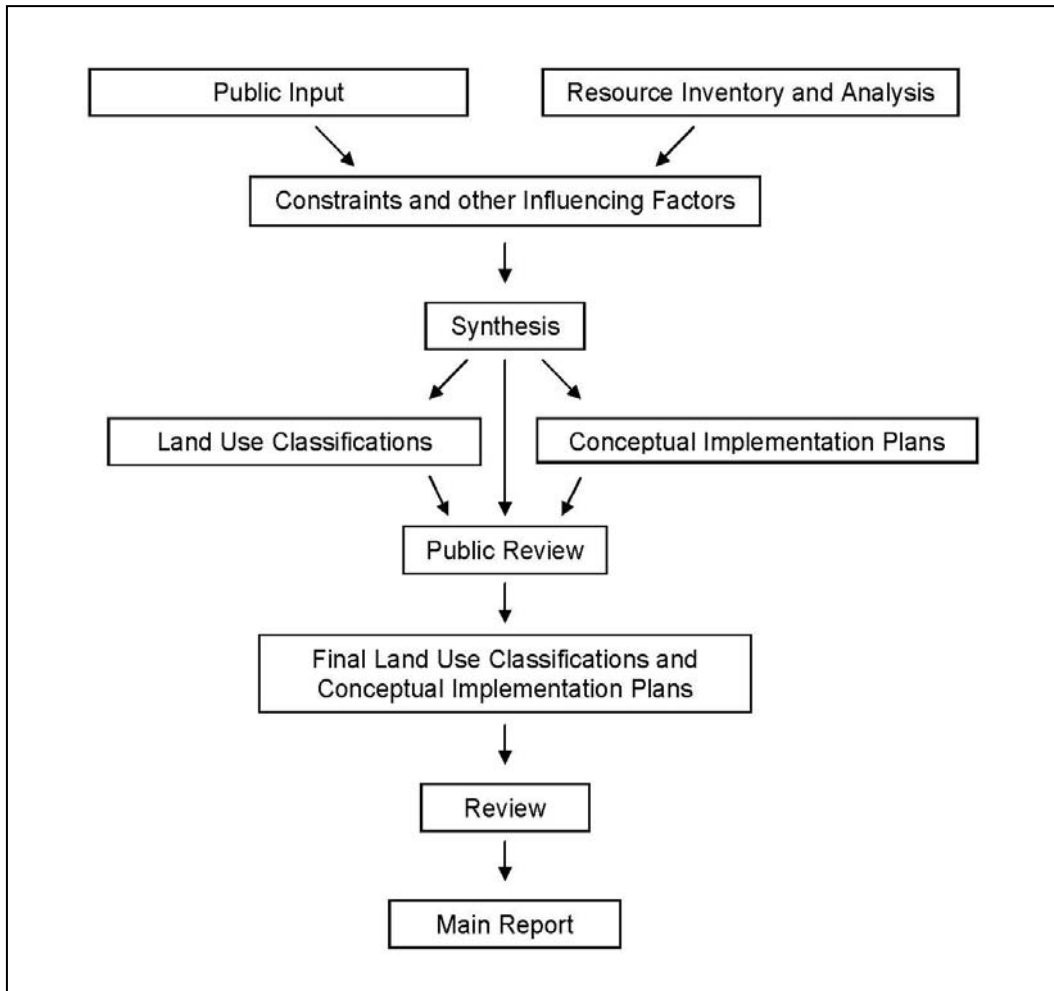 Public Input
Resource Inventory and Analysis
Constraints and other Influencing Factors
Synthesis
Land Use Classifications
Conceptual Implementation Plans
Public Review
Final Land Use Classifications and
Conceptual Implementation Plans
Review
Main Report